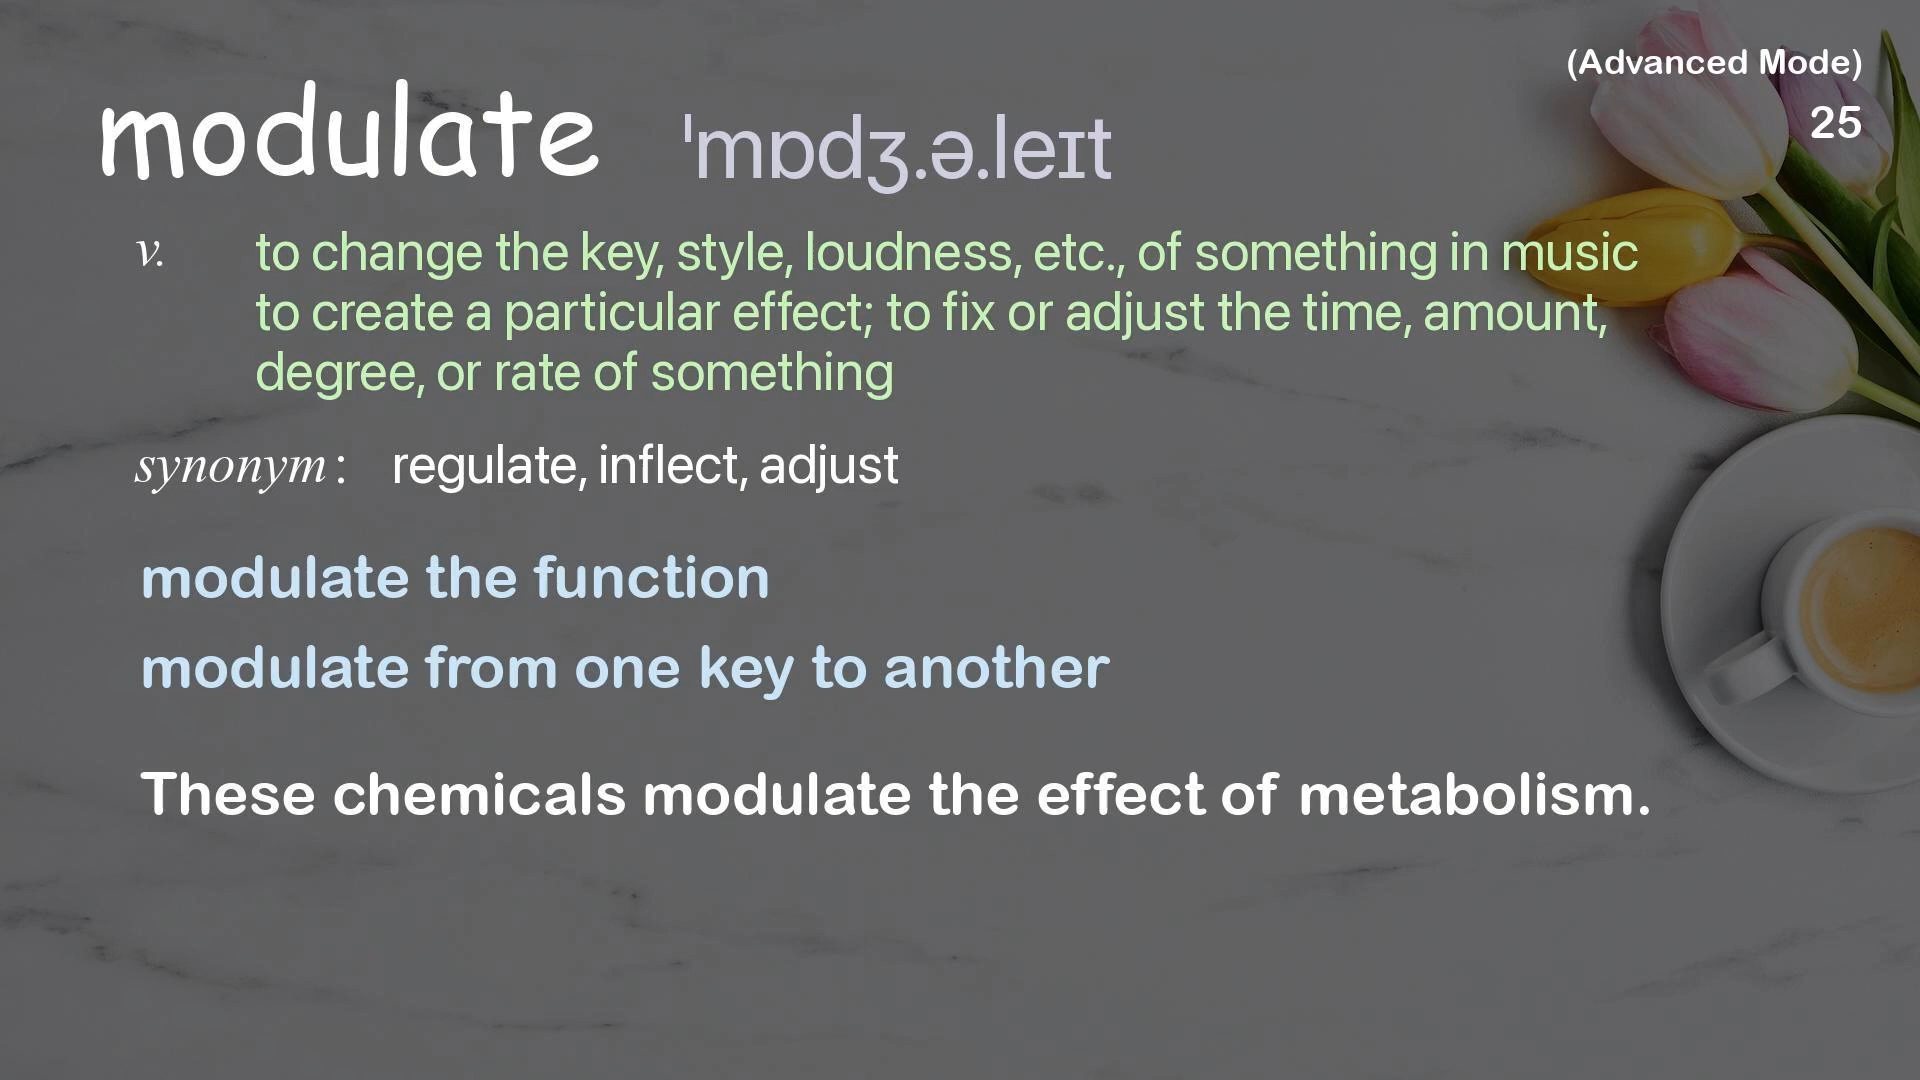 (Advanced Mode)
25
modulate ˈmɒdʒ.ə.leɪt
v. to change the key, style, loudness, etc., of something in music
to create a particular effect; to fix or adjust the time, amount,
degree, or rate of something
synonym : regulate, inflect, adjust
modulate the function
modulate from one key to another
These chemicals modulate the effect of metabolism.